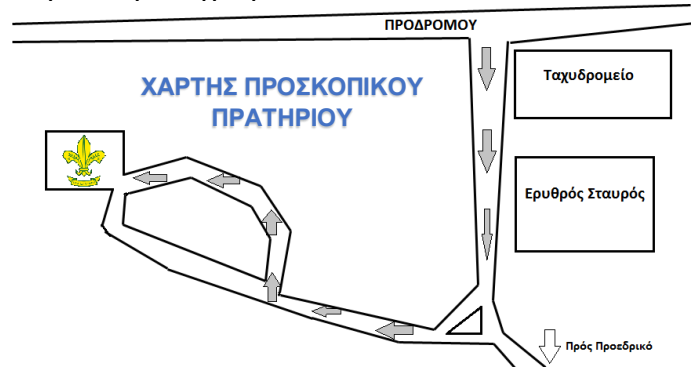 ΠΡΟΔΡΟΜΟΥ
ΧΑΡΤΗΣ ΠΡΟΣΚΟΠΙΚΟΥ
ΠΡΑΤΗΡΙΟΥ
Ταχυδρομείο
Ερυθρός Σταυρός
Πρός Προεδρικό